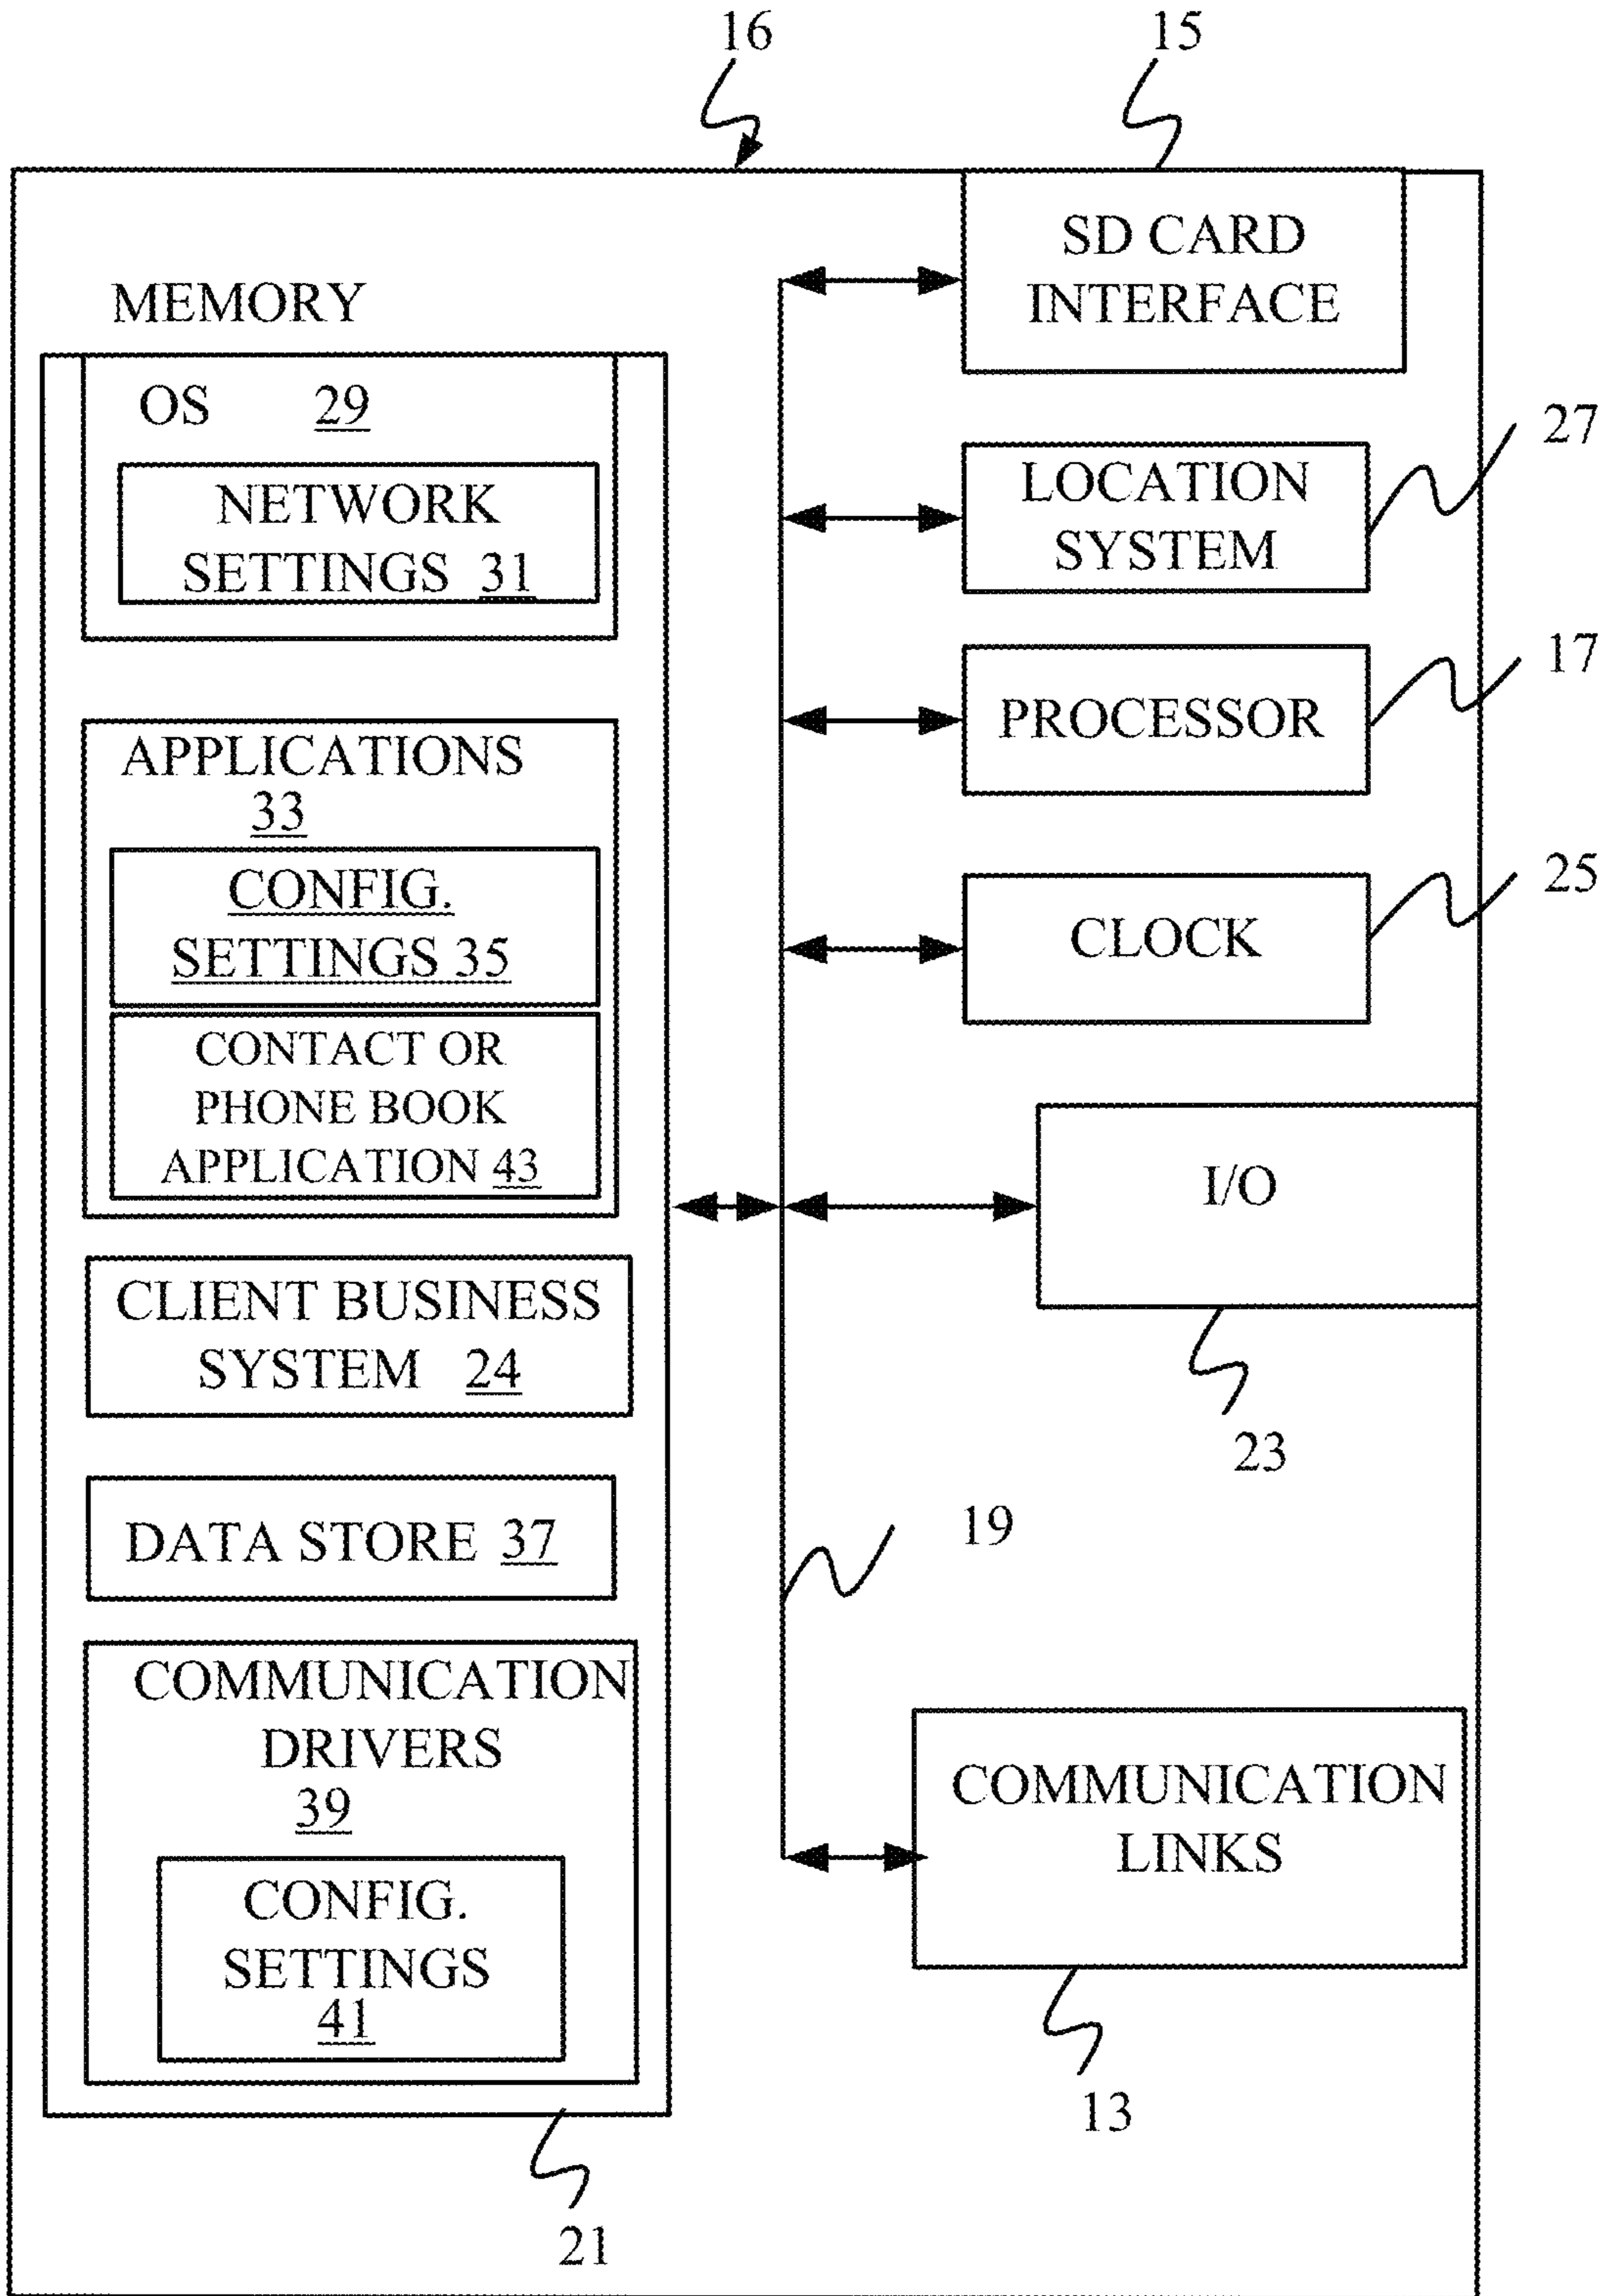 16
15
SD CARD
INTERFACE
MEMORY
OS 29
NETWORK
SETTINGS 31
27
LOCATION
SYSTEM
17
PROCESSOR
APPLICATIONS
33
CONFIG.
SETTINGS 35
25
CLOCK
CONTACT OR
PHONE BOOK
APPLICATION 43
I/O
CLIENT BUSINESS
SYSTEM 24
23
DATA STORE 37
19
COMMUNICATION
DRIVERS
39
CONFIG.
SETTINGS
41
COMMUNICATION
LINKS
13
21